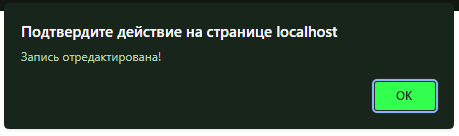 Подтвердите действие на странице localhost
Запись отредактирована!
OK